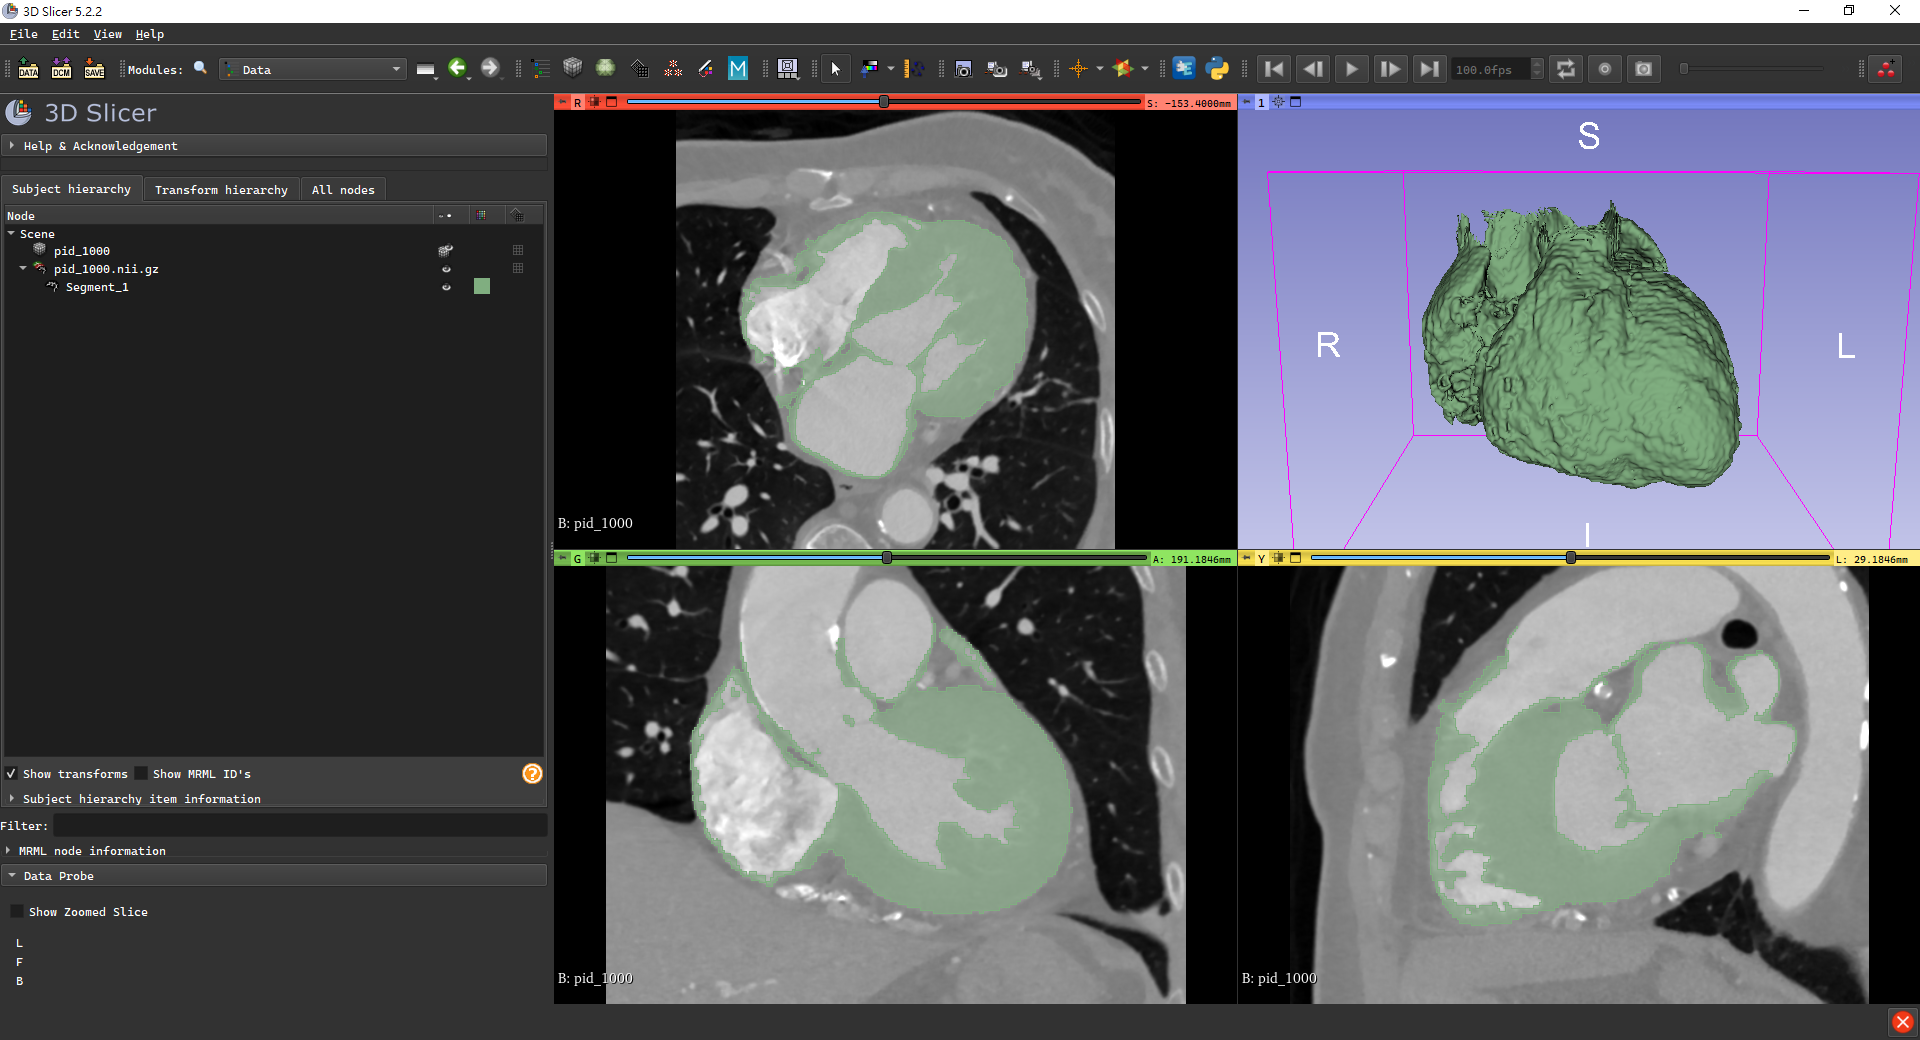 3D Slicer 5.2.2
File Edit View Help
DATA DCM SAVE Modules: Data M 100.0fps
3D Slicer
Help & Acknowledgement
Subject hierarchy Transform hierarchy All nodes
Node
Scene
pid_1000
pid_1000.nii.gz
Segment_1
Show transforms Show MRML ID's
Subject hierarchy item information
Filter:
MRML node information
Data Probe
Show Zoomed Slice
L
F
B
R S: -153.4000mm
B: pid_1000
1
S
R L
I
G A: 191.1846mm
B: pid_1000
Y L: 29.1846mm
B: pid_1000